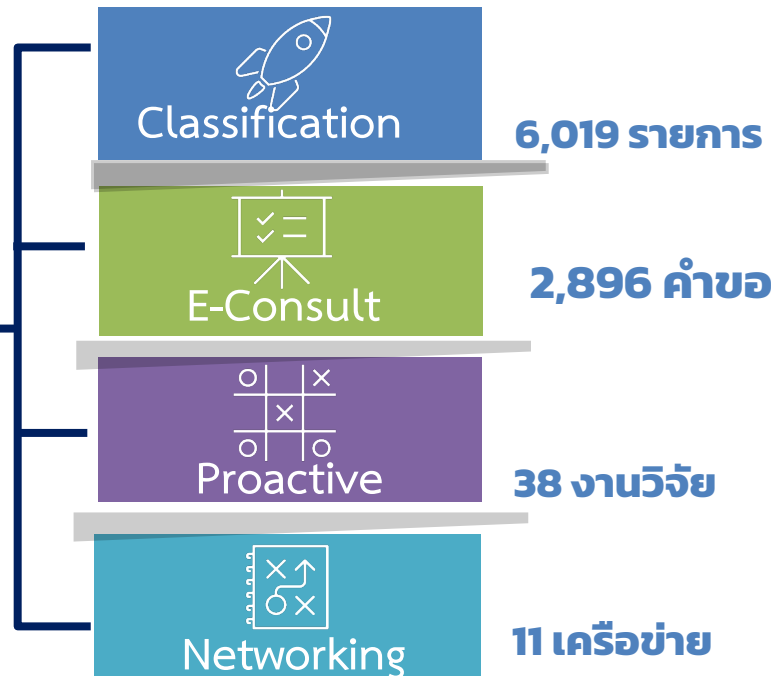 Classification
6,019 รายการ
E-Consult
2,896 คำขอ
Proactive
38 งานวิจัย
Networking
11 เครือข่าย